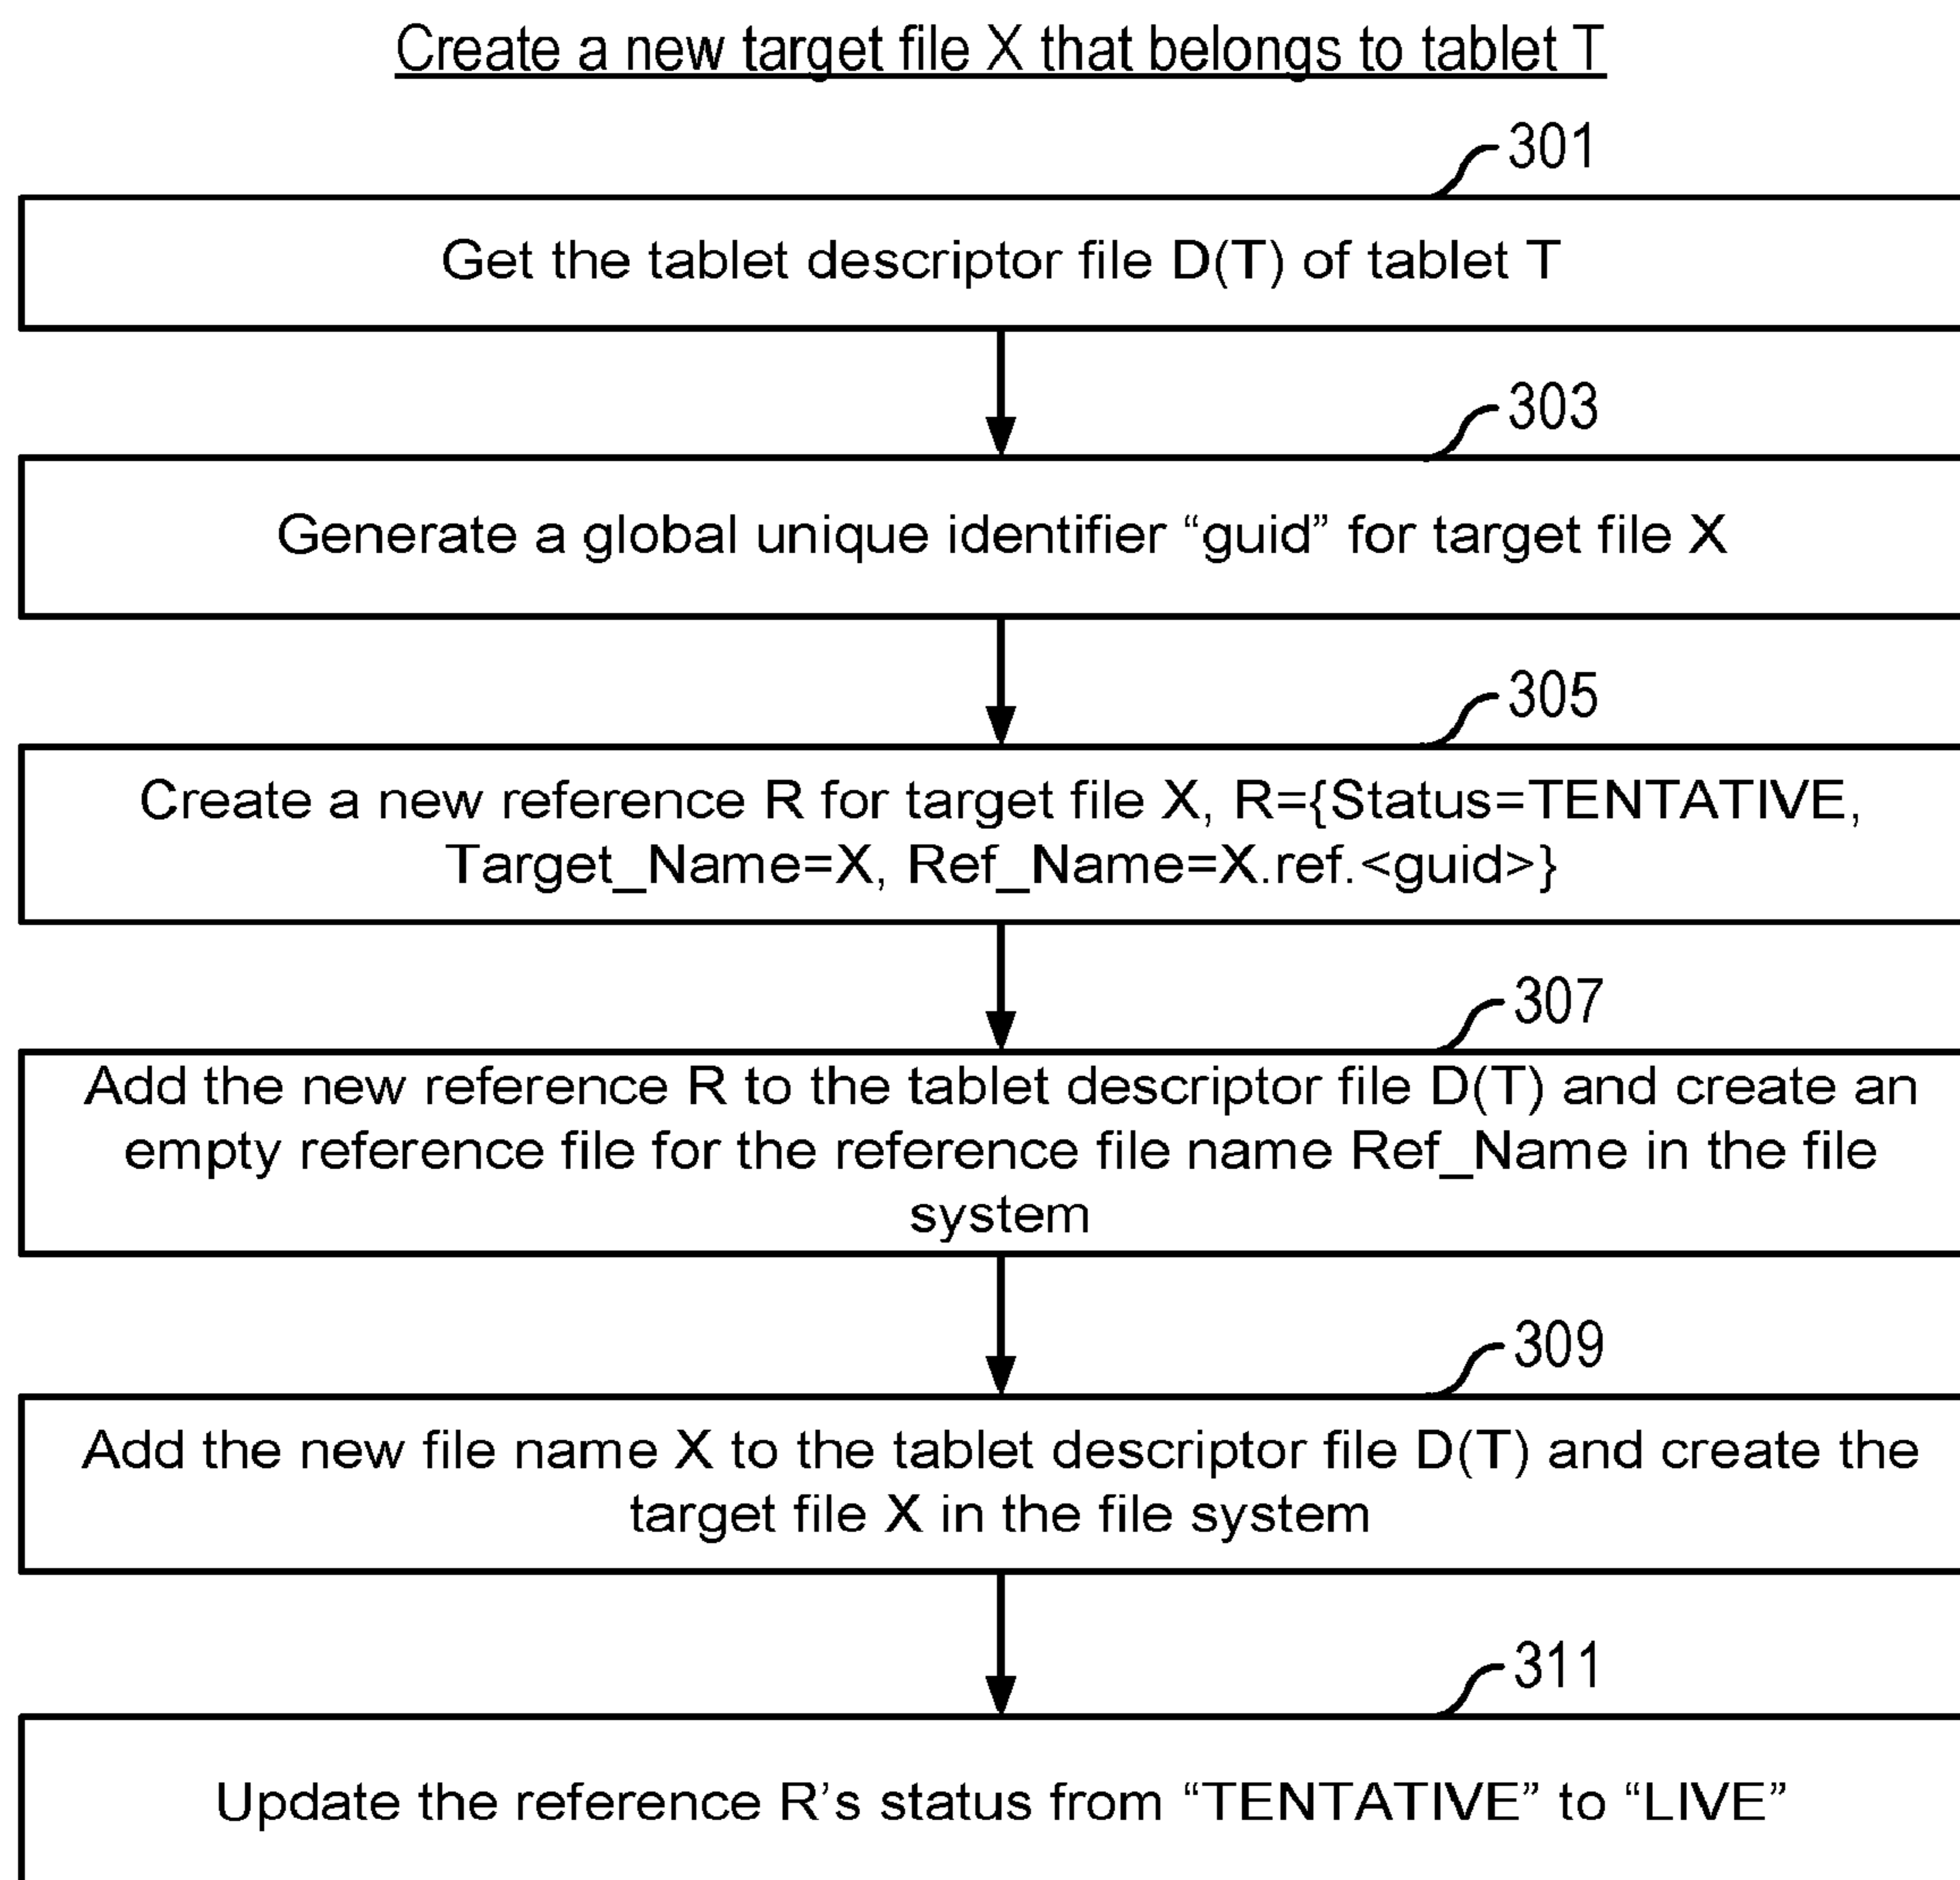 Create a new target file X that belongs to tablet T
301
Get the tablet descriptor file D(T) of tablet T
303
Generate a global unique identifier “guid” for target file X
305
Create a new reference R for target file X, R={Status=TENTATIVE,
Target_Name=X, Ref_Name=X.ref.<guid>}
307
Add the new reference R to the tablet descriptor file D(T) and create an
empty reference file for the reference file name Ref_Name in the file
system
309
Add the new file name X to the tablet descriptor file D(T) and create the
target file X in the file system
311
Update the reference R’s status from “TENTATIVE” to “LIVE”